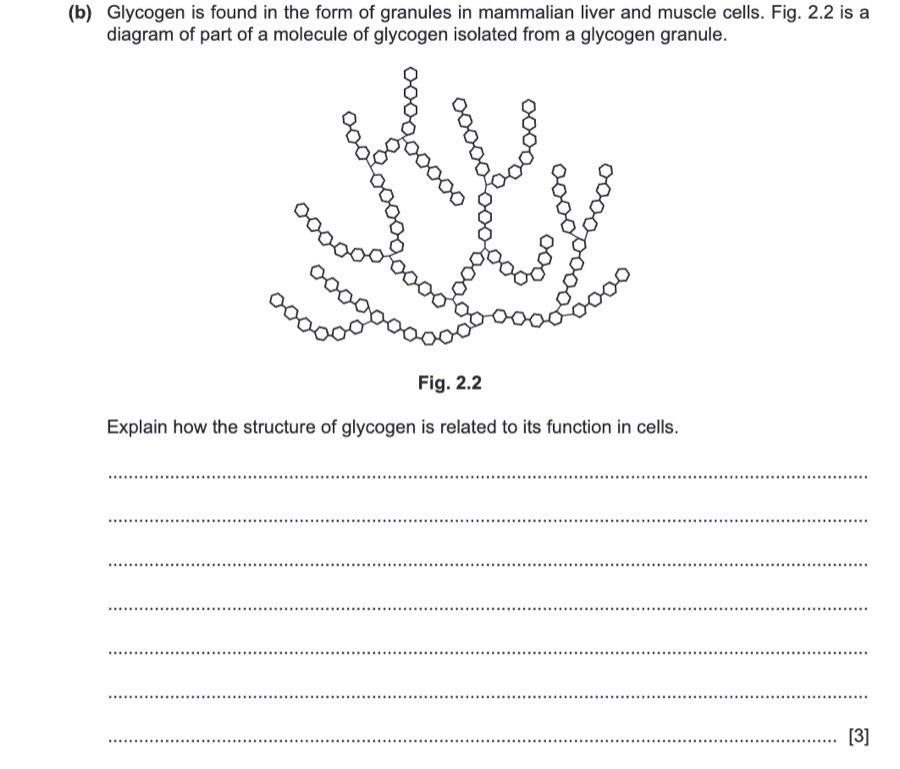 (b) Glycogen is found in the form of granules in mammalian liver and muscle cells. Fig. 2.2 is a
diagram of part of a molecule of glycogen isolated from a glycogen granule.
Fig. 2.2
Explain how the structure of glycogen is related to its function in cells.
[3]